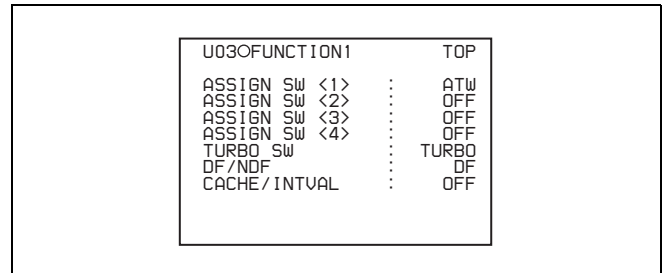 U03○FUNCTION1 TOP
ASSIGN SW <1> : ATW
ASSIGN SW <2> : OFF
ASSIGN SW <3> : OFF
ASSIGN SW <4> : OFF
TURBO SW : TURBO
DF/NDF : DF
CACHE/INTVAL : OFF